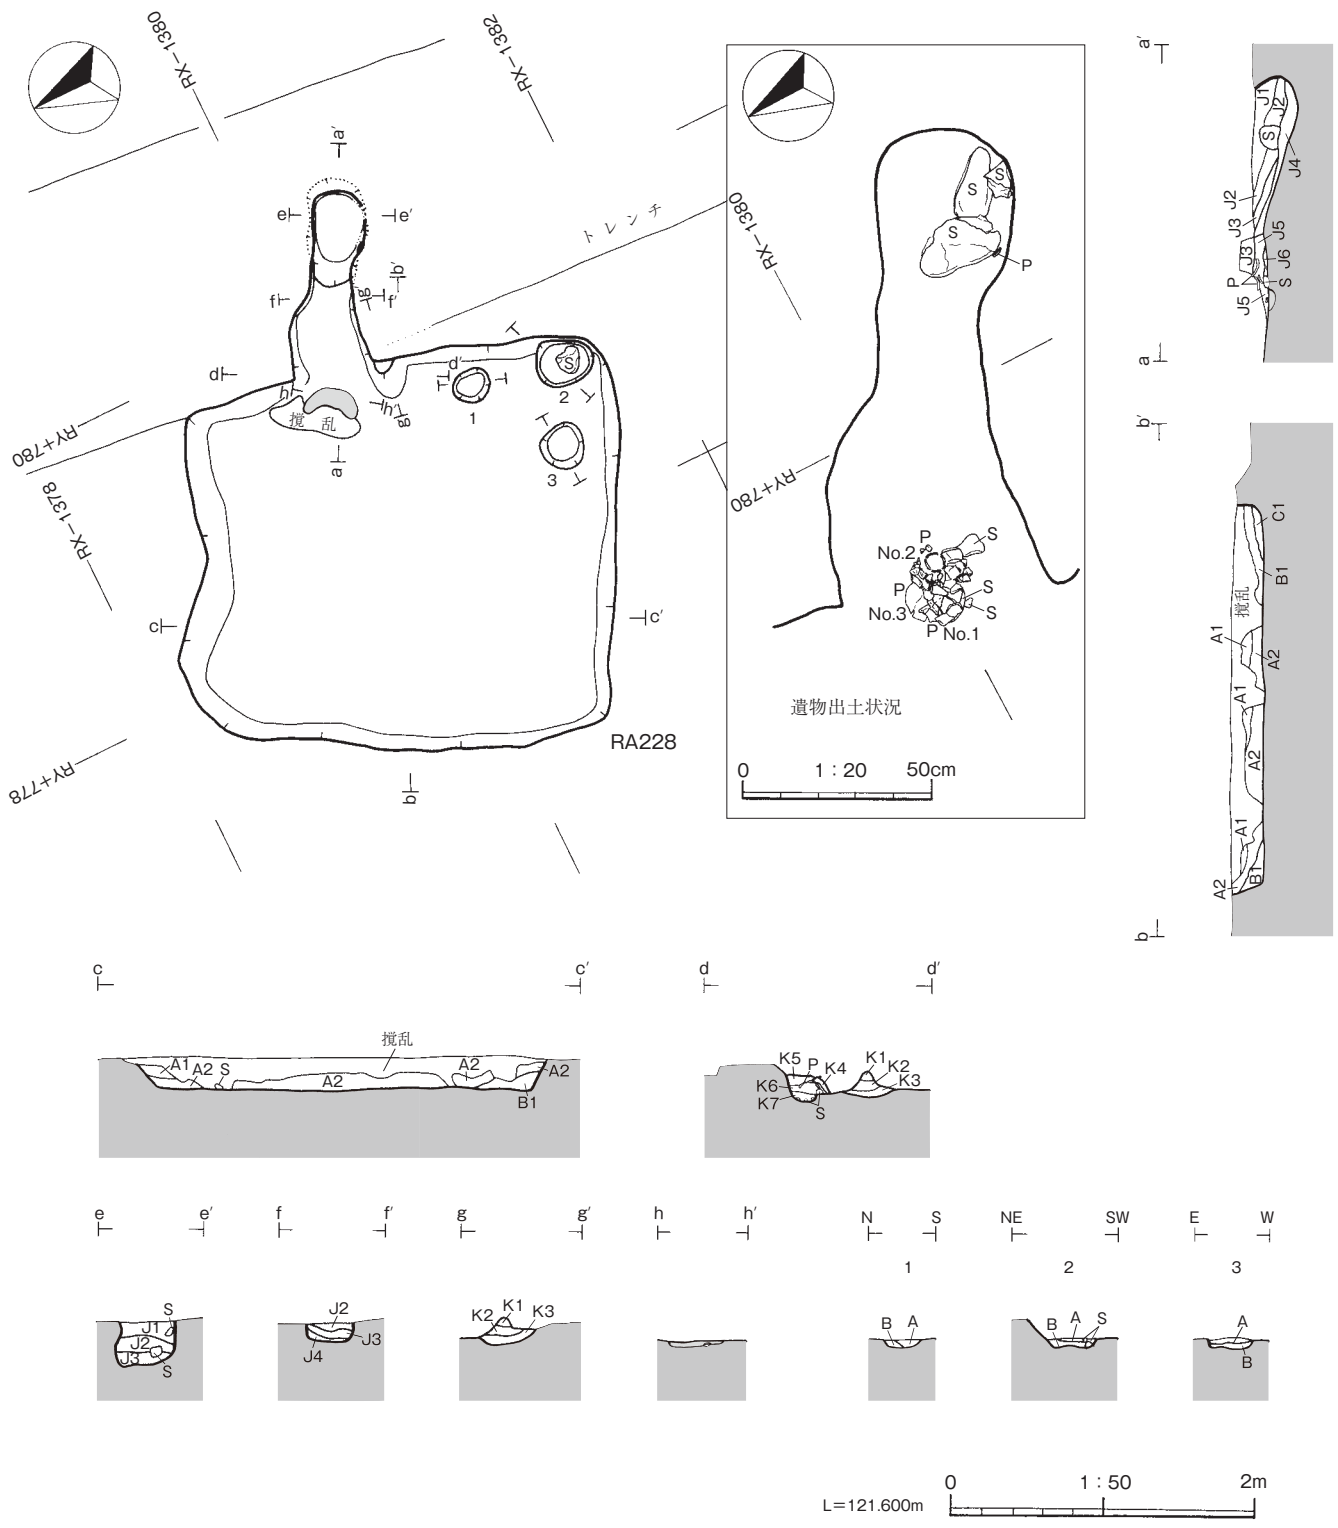 RX−1380
RX−1382
a′
e
e′
b′
f
g
f′
トレンチ
d
d′
h
h′
g′
撹乱
a
S
1
2
3
RY+780
RX−1378
c
c′
RY+778
b
RA228
RX−1380
RY+780
S
S
S
P
P
S
No.2
P
S
S
No.3
P
No.1
遺物出土状況
0
1：20
50cm
a′
J1
J2
S
J4
J2
J3
J5
J3
J6
P
S
J5
a
b′
C1
B1
撹乱
A1
A2
A1
A2
A1
B1
A2
b
c
c′
撹乱
A1
A2
S
A2
A2
A2
B1
d
d′
K5
P
K4
K1
K2
K3
K6
K7
S
e
e′
S
J1
J2
J3
S
f
f′
J2
J3
J4
g
g′
K2
K1
K3
h
h′
N
S
1
B
A
NE
SW
2
B
A
S
E
W
3
A
B
0
1：50
2m
L＝121.600m